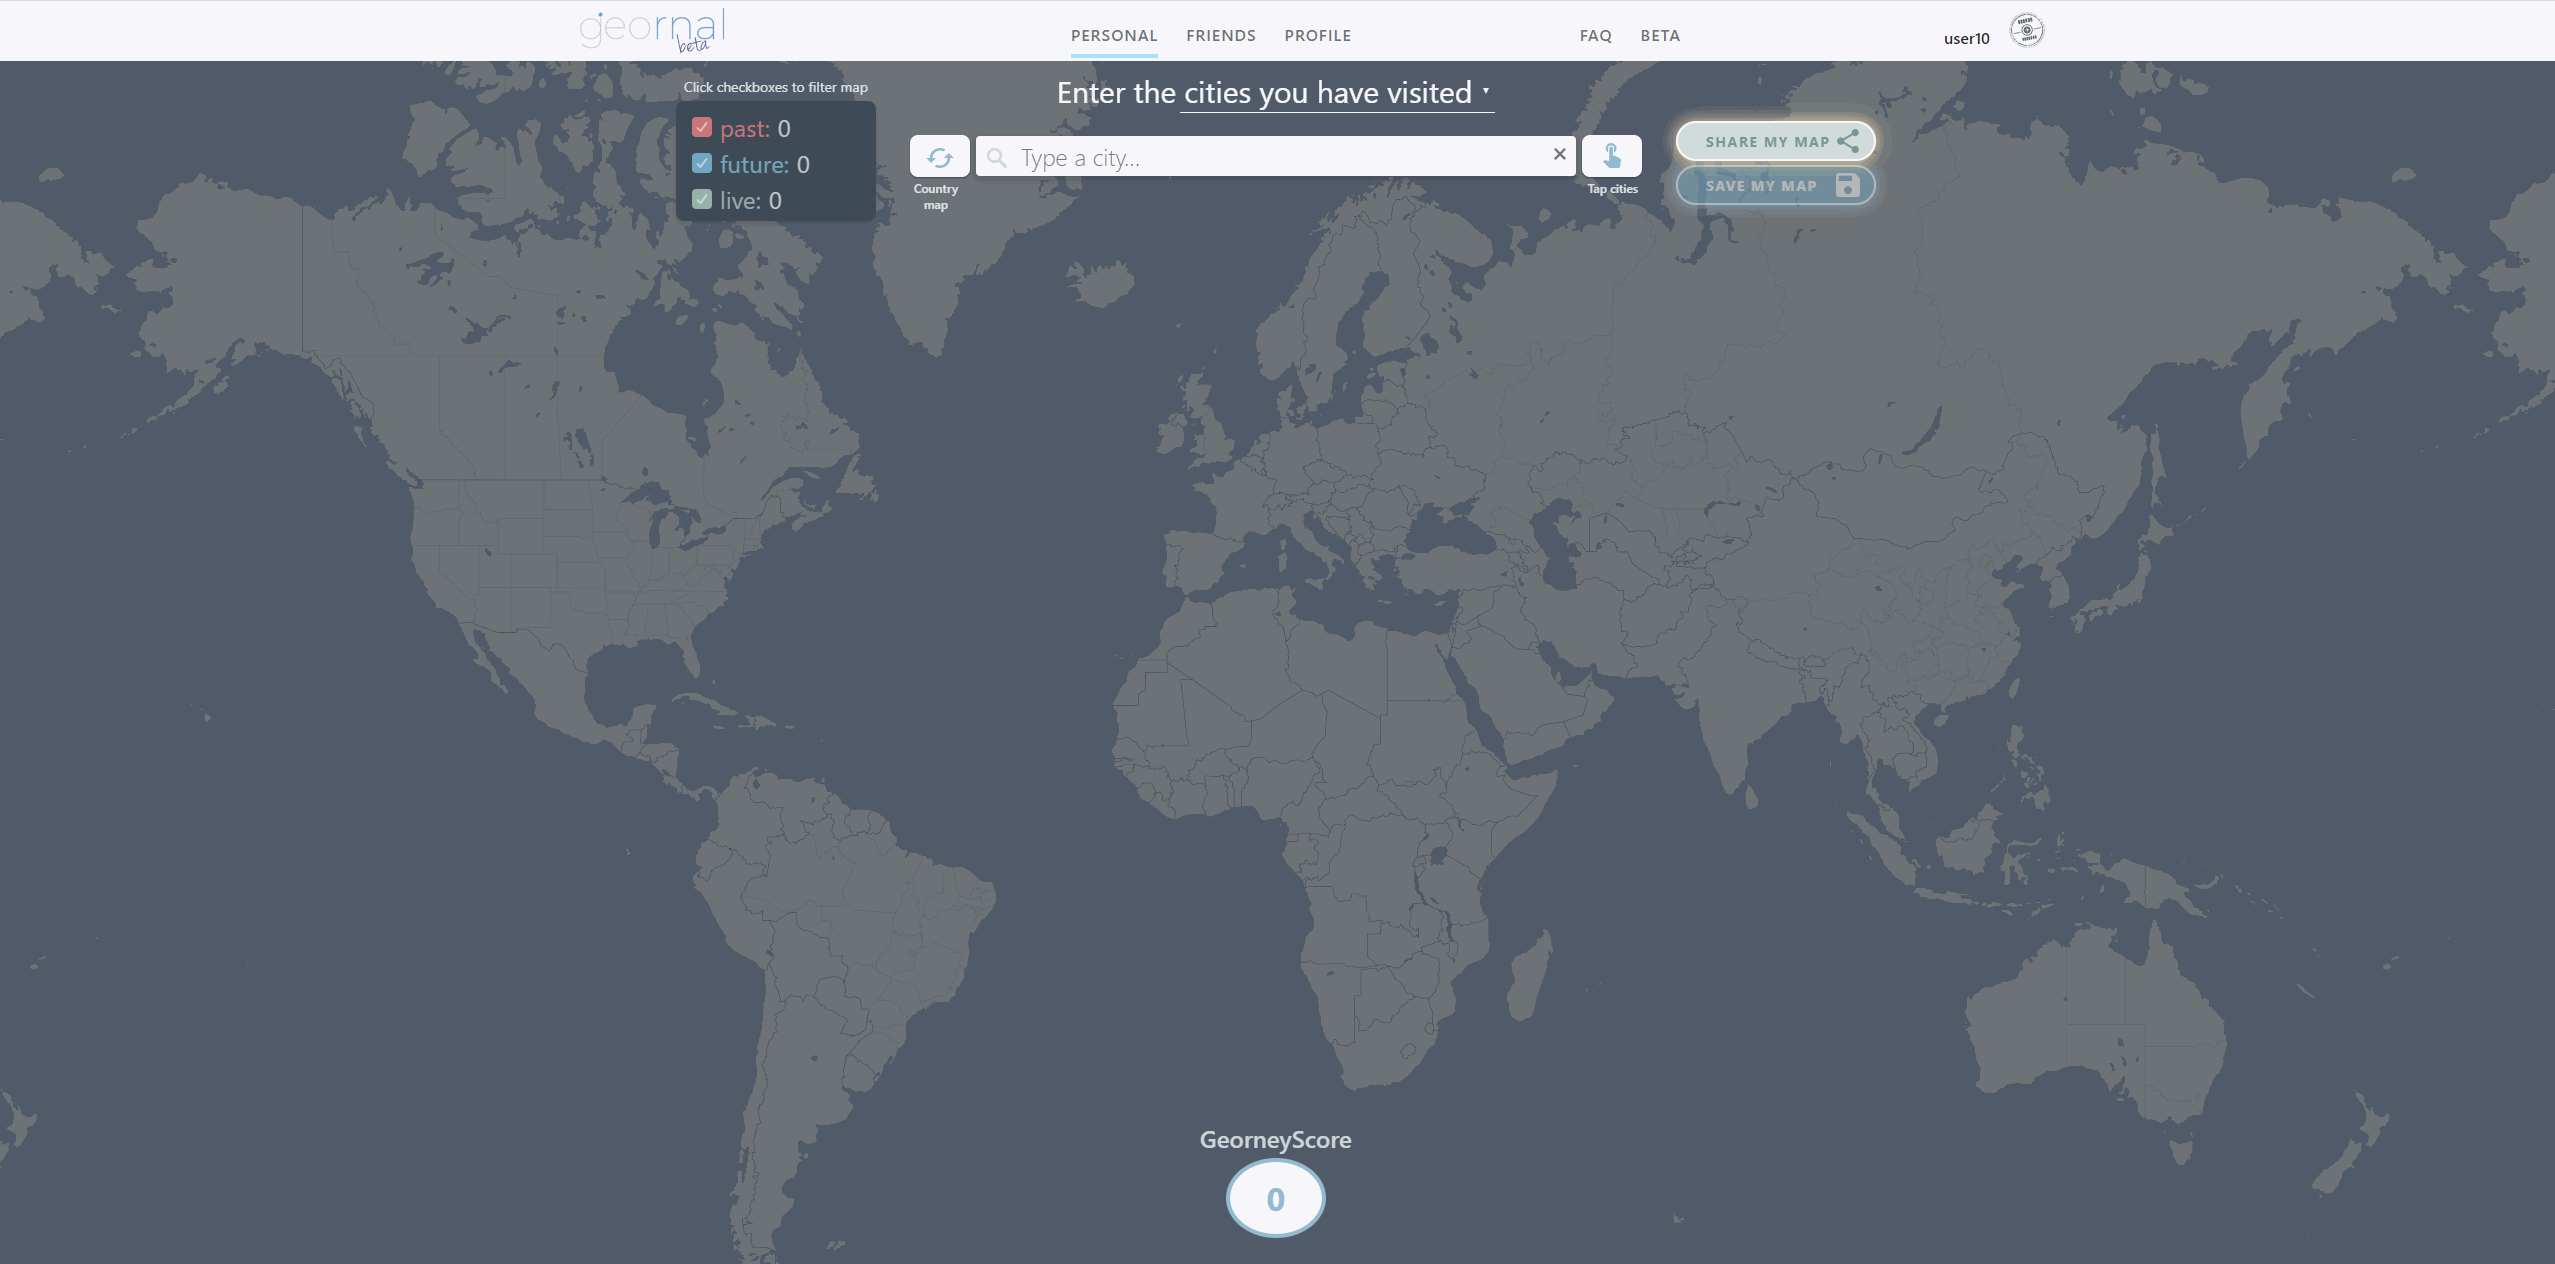 geornal
beta
PERSONAL
FRIENDS
PROFILE
FAQ
BETA
user10
Click checkboxes to filter map
past: 0
future: 0
live: 0
Enter the cities you have visited
Type a city...
Country
map
Tap cities
SHARE MY MAP
SAVE MY MAP
GeorneyScore
0